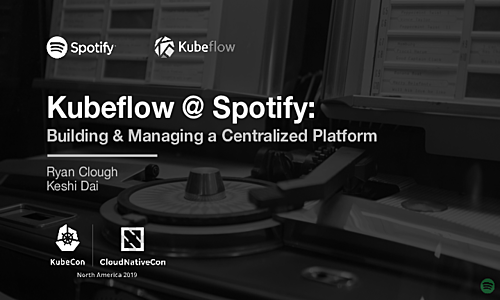 Spotify
Kubeflow
Kubeflow @ Spotify:
Building & Managing a Centralized Platform
Ryan Clough
Keshi Dai
KubeCon
CloudNativeCon
North America 2019